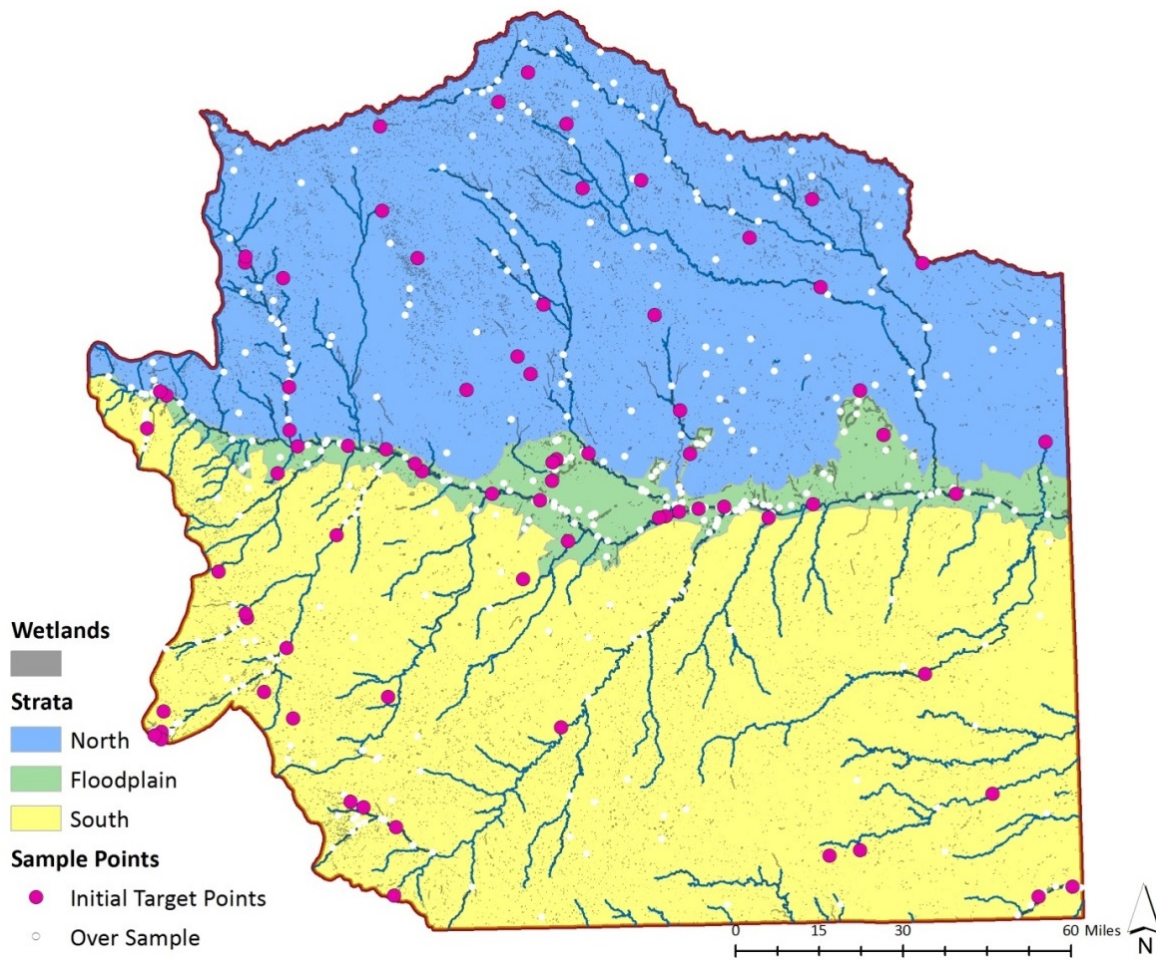 Wetlands
Strata
North
Floodplain
South
Sample Points
Initial Target Points
Over Sample
0 15 30 60 Miles
N